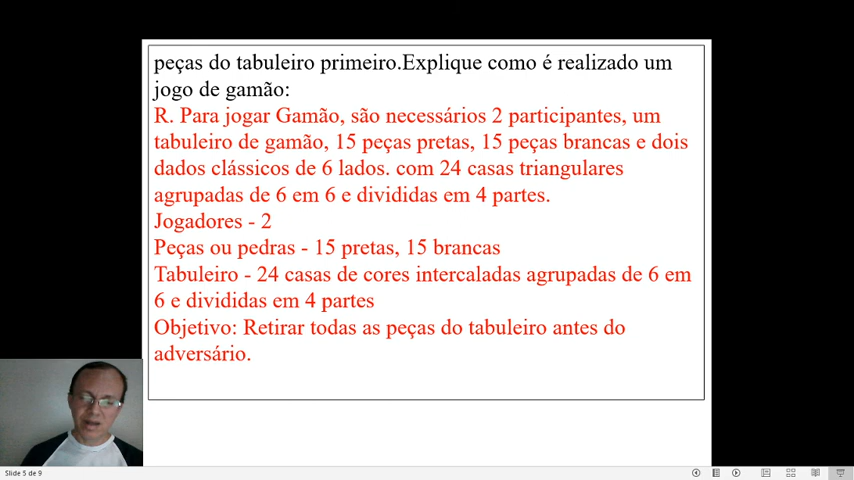 peças do tabuleiro primeiro.Explique como é realizado um
jogo de gamão:
R. Para jogar Gamão, são necessários 2 participantes, um
tabuleiro de gamão, 15 peças pretas, 15 peças brancas e dois
dados clássicos de 6 lados. com 24 casas triangulares
agrupadas de 6 em 6 e divididas em 4 partes.
Jogadores - 2
Peças ou pedras - 15 pretas, 15 brancas
Tabuleiro - 24 casas de cores intercaladas agrupadas de 6 em
6 e divididas em 4 partes
Objetivo: Retirar todas as peças do tabuleiro antes do
adversário.
Slide 5 de 9